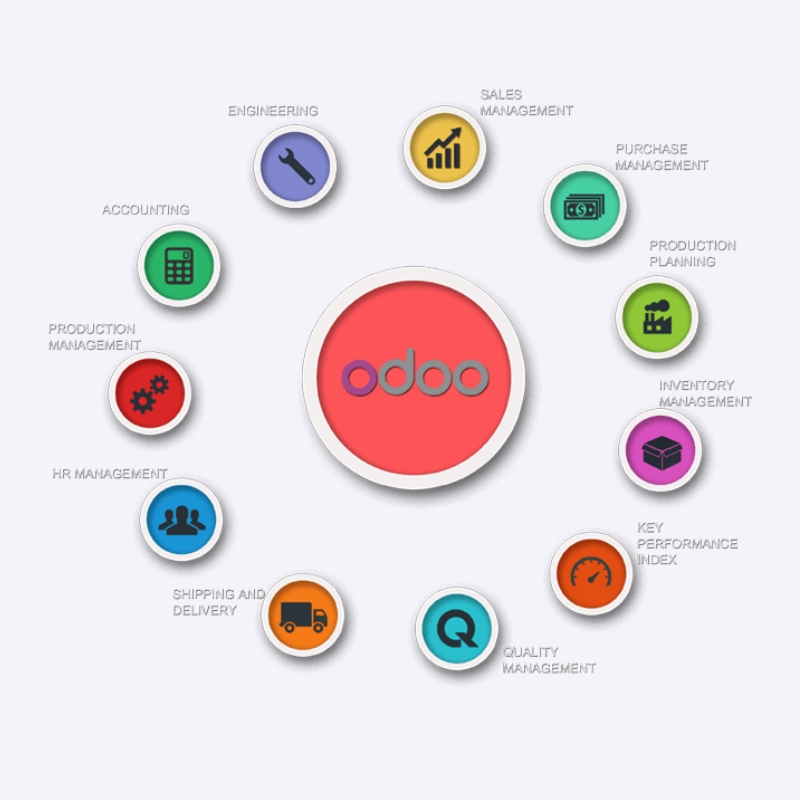 SALES
MANAGEMENT
ENGINEERING
PURCHASE
MANAGEMENT
ACCOUNTING
PRODUCTION
PLANNING
PRODUCTION
MANAGEMENT
odoo
INVENTORY
MANAGEMENT
HR MANAGEMENT
KEY
PERFORMANCE
INDEX
SHIPPING AND
DELIVERY
Q
QUALITY
MANAGEMENT